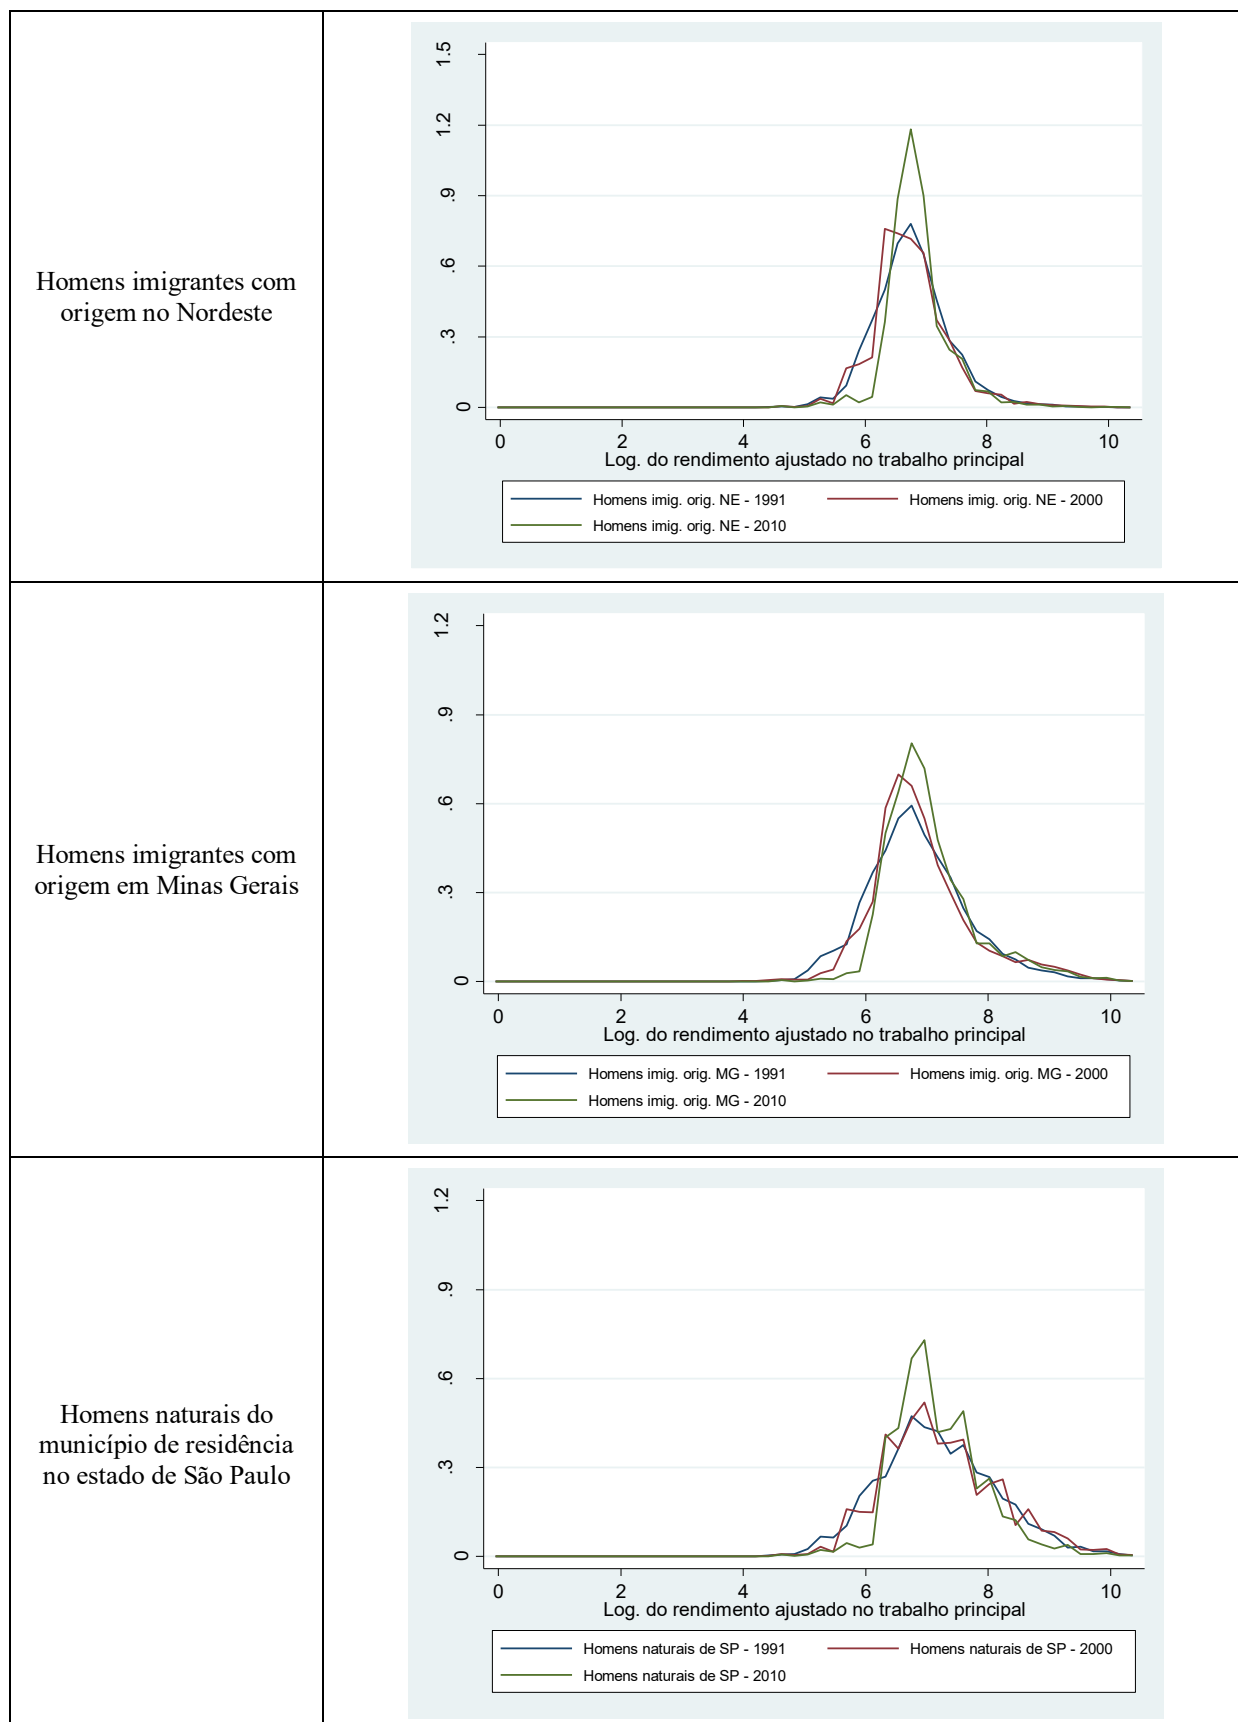 Homens imigrantes com
origem no Nordeste
1.5
1.2
.9
.6
.3
0
0 2 4 6 8 10
Log. do rendimento ajustado no trabalho principal
Homens imig. orig. NE - 1991 Homens imig. orig. NE - 2000
Homens imig. orig. NE - 2010
Homens imigrantes com
origem em Minas Gerais
1.2
.9
.6
.3
0
0 2 4 6 8 10
Log. do rendimento ajustado no trabalho principal
Homens imig. orig. MG - 1991 Homens imig. orig. MG - 2000
Homens imig. orig. MG - 2010
Homens naturais do
município de residência
no estado de São Paulo
1.2
.9
.6
.3
0
0 2 4 6 8 10
Log. do rendimento ajustado no trabalho principal
Homens naturais de SP - 1991 Homens naturais de SP - 2000
Homens naturais de SP - 2010